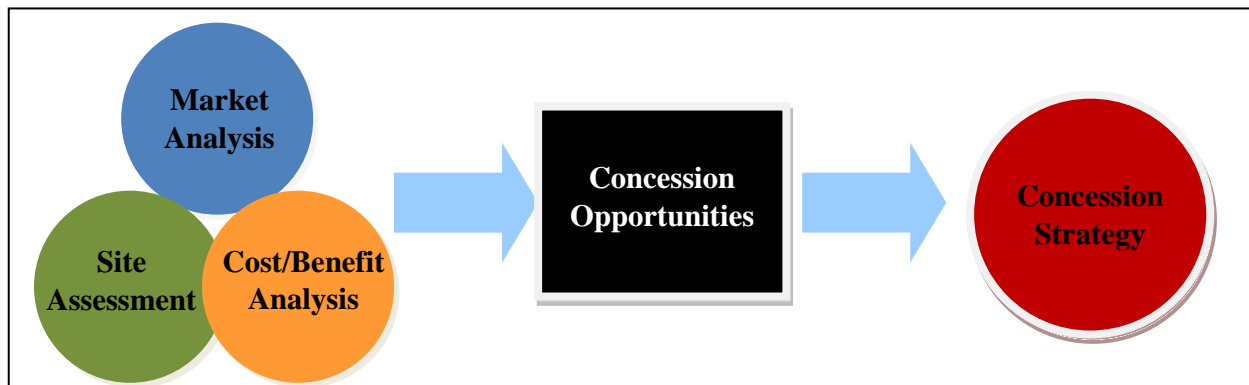 Market
Analysis
Site
Assessment
Cost/Benefit
Analysis
Concession
Opportunities
Concession
Strategy